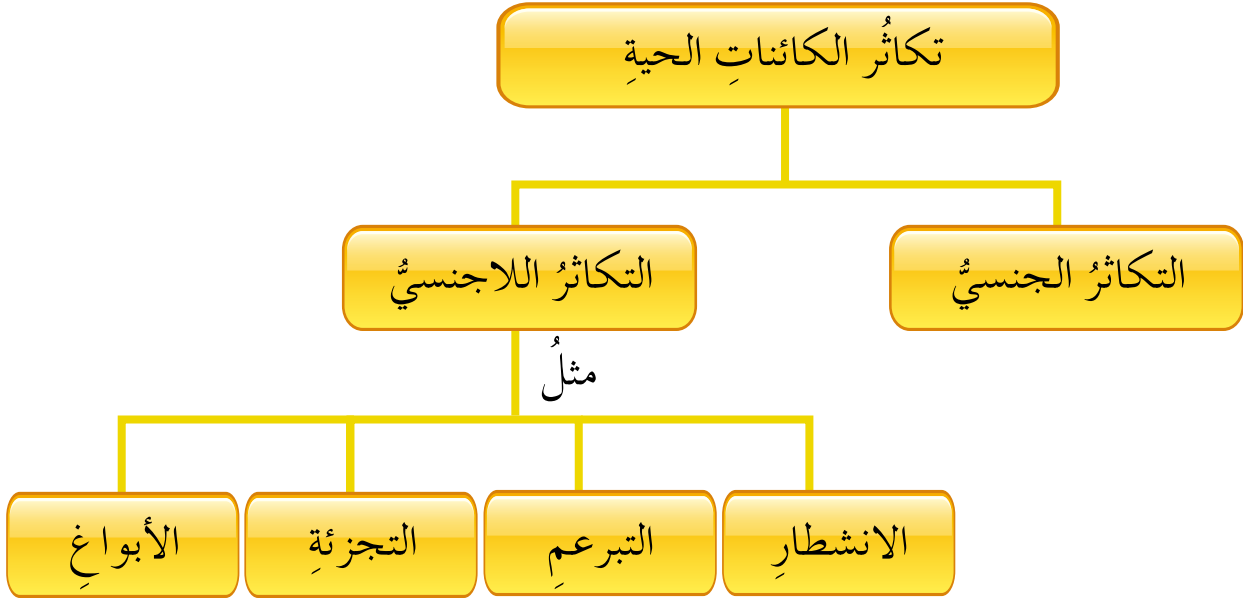 تكاثُر الكائناتِ الحيةِ
التكاثرُ الجنسيُّ
التكاثرُ اللاجنسيُّ
مثلُ
الانشطارِ
التبرعمِ
التجزئةِ
الأبواغِ